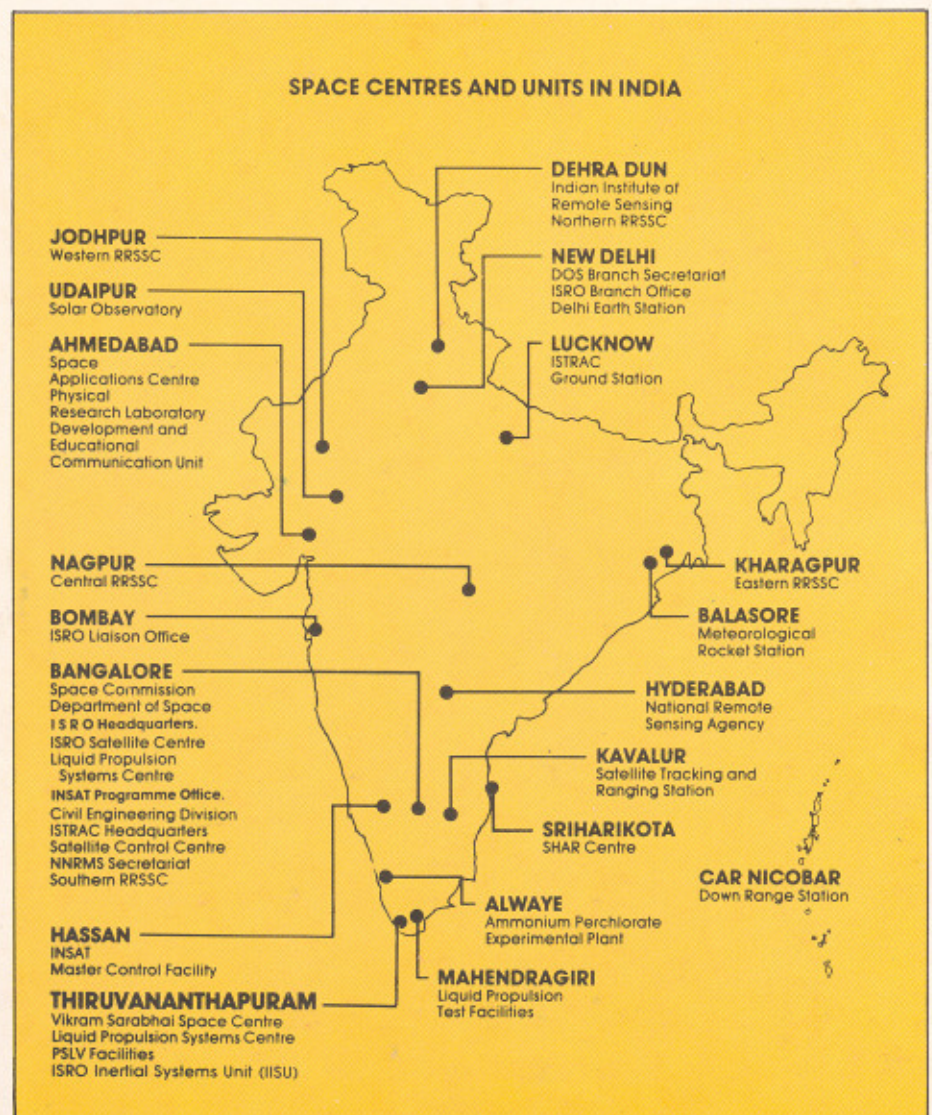 SPACE CENTRES AND UNITS IN INDIA
JODHPUR
Western RRSSC
UDAIPUR
Solar Observatory
AHMEDABAD
Space
Applications Centre
Physical
Research Laboratory
Development and
Educational
Communication Unit
NAGPUR
Central RRSSC
BOMBAY
ISRO Liaison Office
BANGALORE
Space Commission
Department of Space
I S R O Headquarters.
ISRO Satellite Centre
Liquid Propulsion
Systems Centre
INSAT Programme Office.
Civil Engineering Division
ISTRAC Headquarters
Satellite Control Centre
NNRMS Secretariat
Southern RRSSC
HASSAN
INSAT
Master Control Facility
THIRUVANANTHAPURAM
Vikram Sarabhai Space Centre
Liquid Propulsion Systems Centre
PSLV Facilities
ISRO Inertial Systems Unit (IISU)
DEHRA DUN
Indian Institute of
Remote Sensing
Northern RRSSC
NEW DELHI
DOS Branch Secretariat
ISRO Branch Office
Delhi Earth Station
LUCKNOW
ISTRAC
Ground Station
KHARAGPUR
Eastern RRSSC
BALASORE
Meteorological
Rocket Station
HYDERABAD
National Remote
Sensing Agency
KAVALUR
Satellite Tracking and
Ranging Station
SRIHARIKOTA
SHAR Centre
CAR NICOBAR
Down Range Station
ALWAYE
Ammonium Perchlorate
Experimental Plant
MAHENDRAGIRI
Liquid Propulsion
Test Facilities